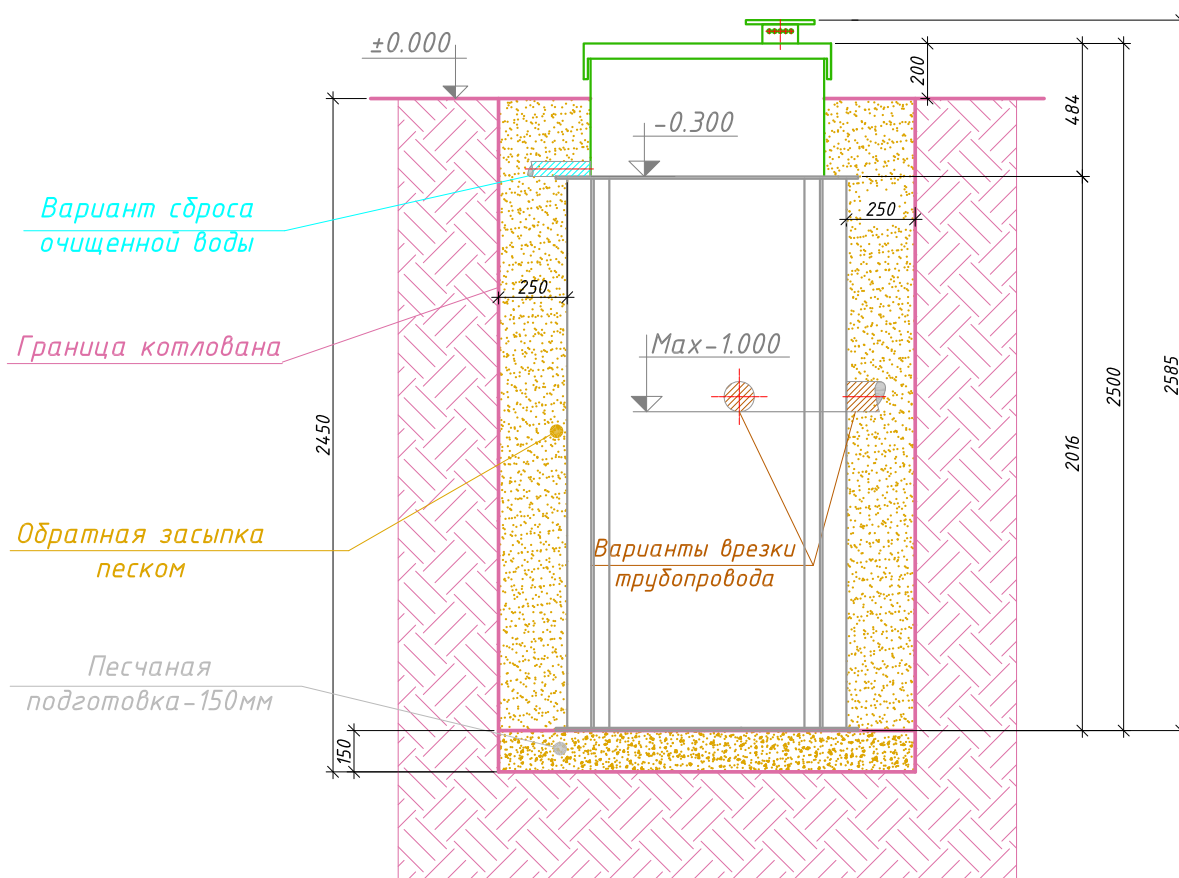 ±0.000
200
484
-0.300
Вариант сброса
очищенной воды
250
250
Граница котлована
Max-1.000
2585
2500
2450
2016
Обратная засыпка
песком
Варианты врезки
трубопровода
Песчаная
подготовка-150мм
150